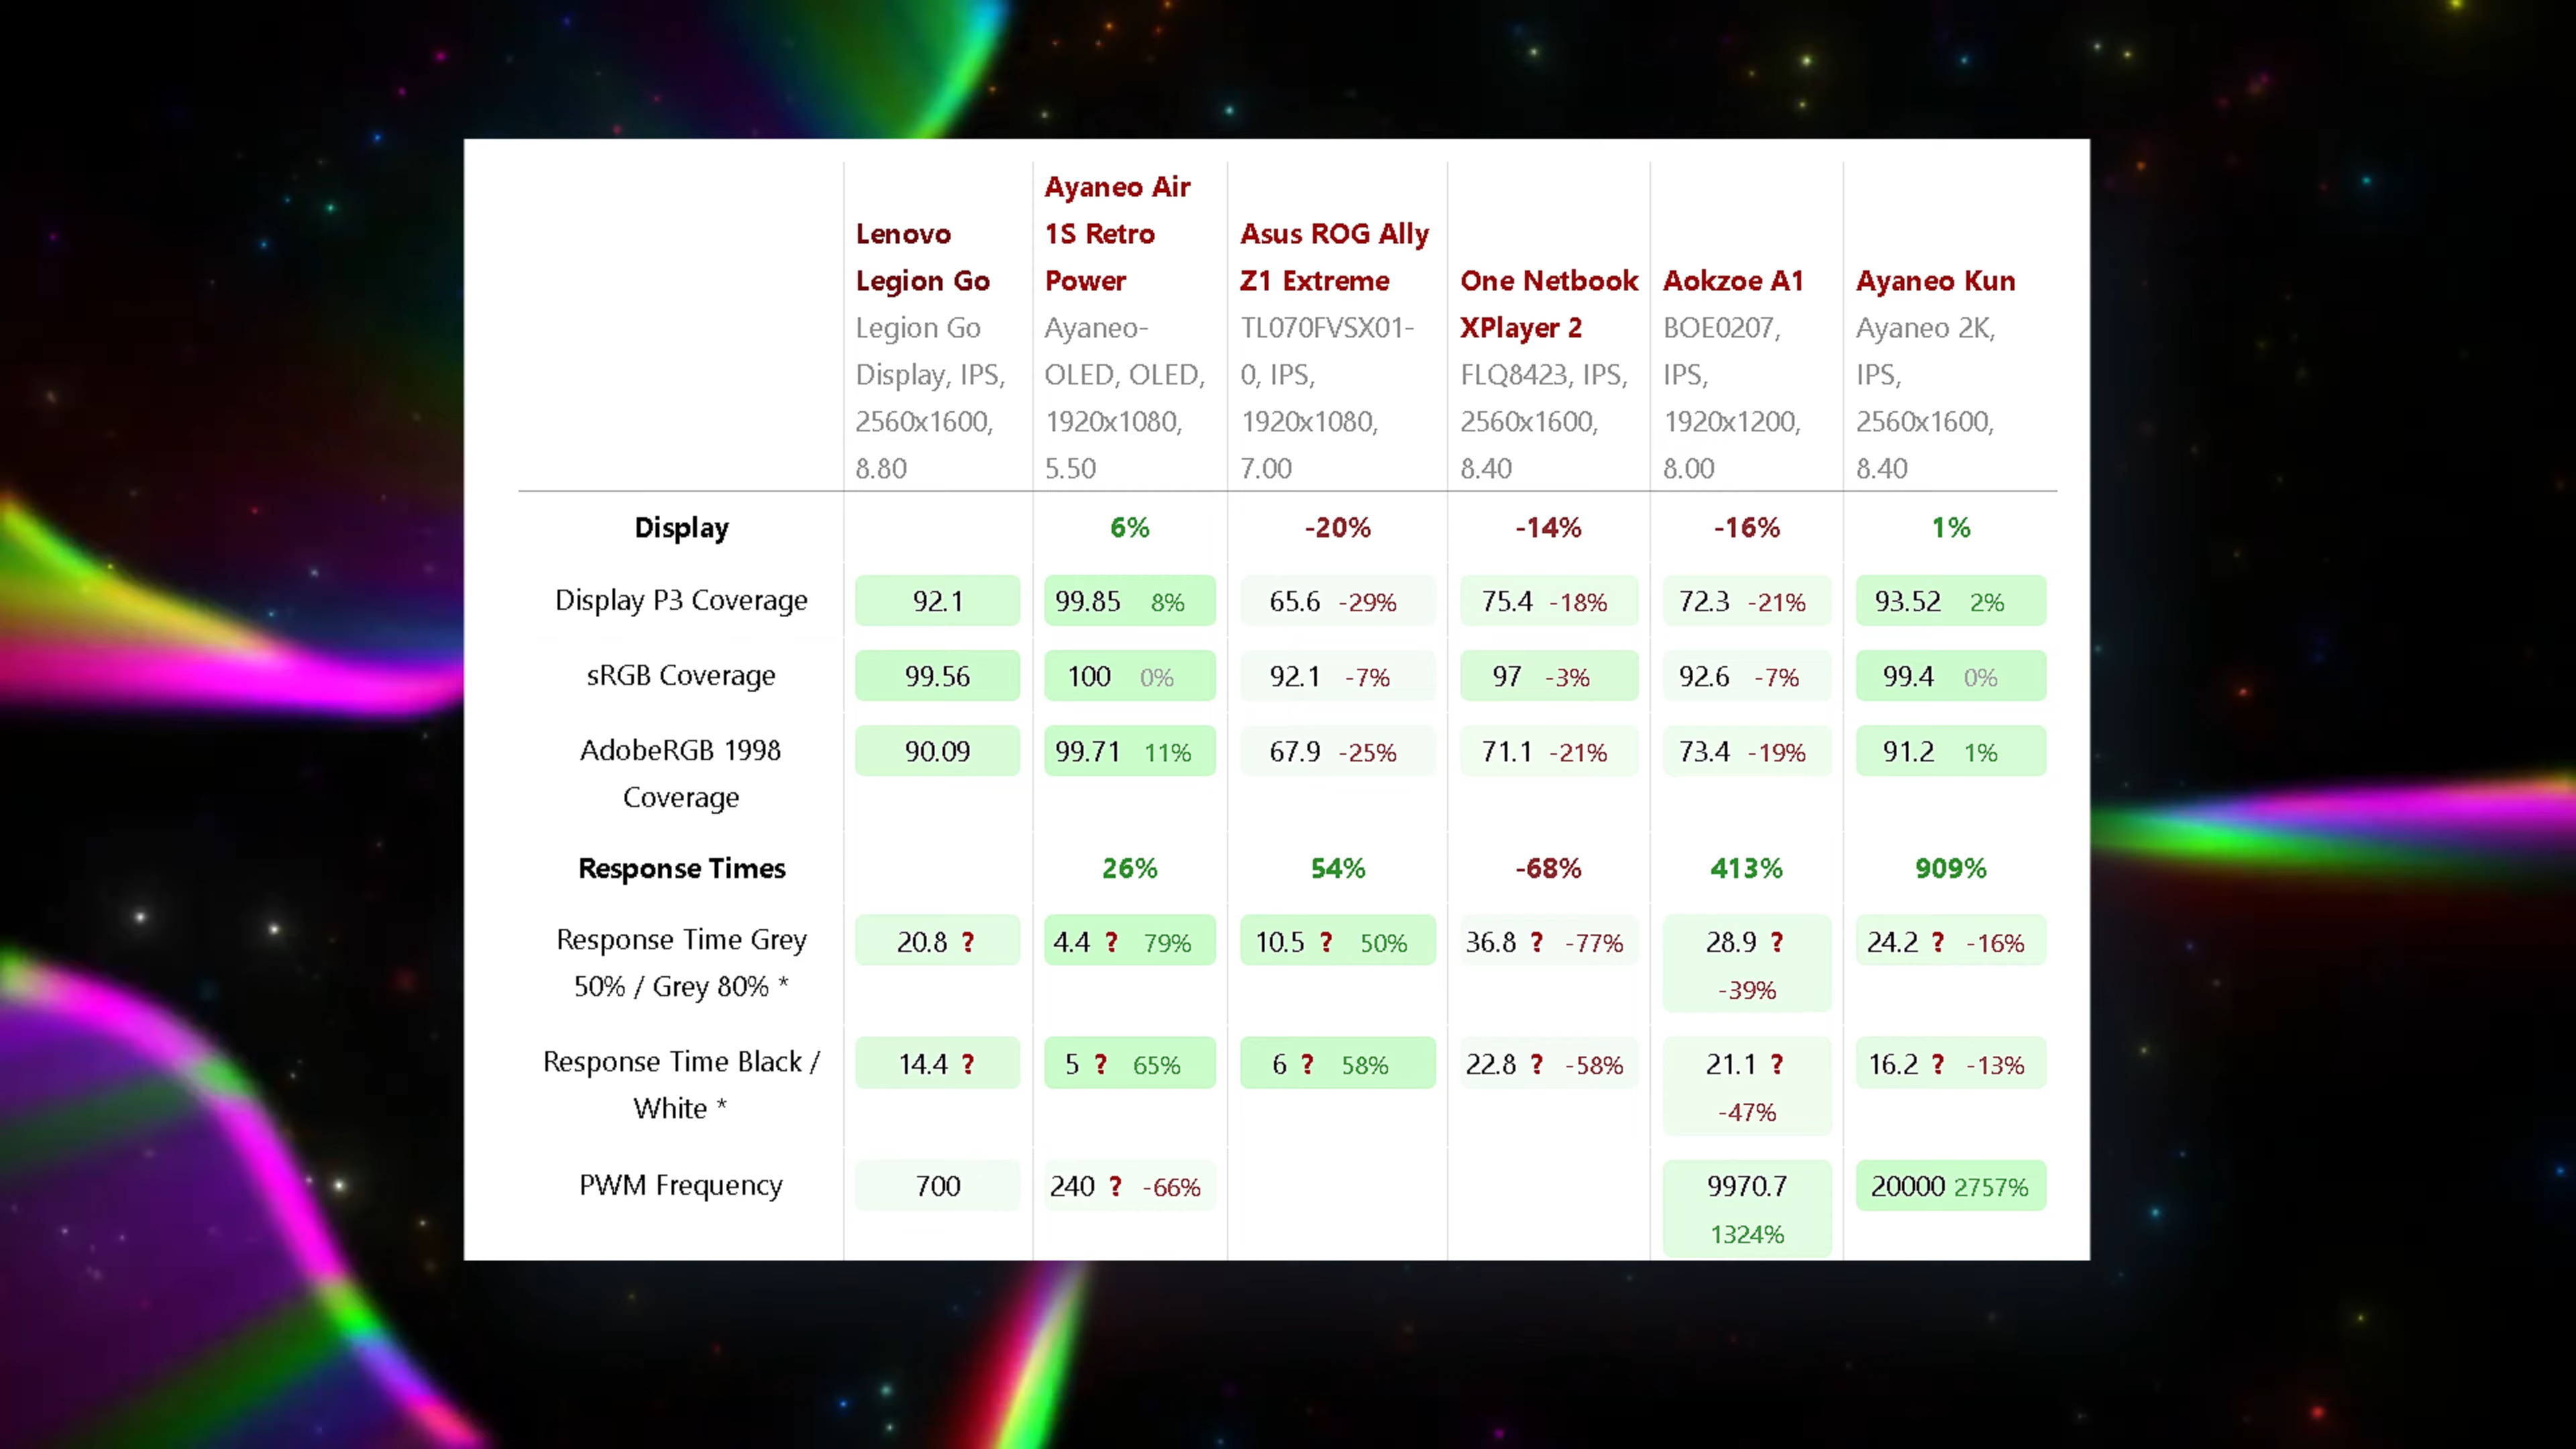 Lenovo
Legion Go
Legion Go
Display, IPS,
2560x1600,
8.80
Ayaneo Air
1S Retro
Power
Ayaneo-
OLED, OLED,
1920x1080,
5.50
Asus ROG Ally
Z1 Extreme
TL070FVSX01-
0, IPS,
1920x1080,
7.00
One Netbook
XPlayer 2
FLQ8423, IPS,
2560x1600,
8.40
Aokzoe A1
BOE0207,
IPS,
1920x1200,
8.00
Ayaneo Kun
Ayaneo 2K,
IPS,
2560x1600,
8.40
Display 6% -20% -14% -16% 1%
Display P3 Coverage 92.1 99.85 8% 65.6 -29% 75.4 -18% 72.3 -21% 93.52 2%
sRGB Coverage 99.56 100 0% 92.1 -7% 97 -3% 92.6 -7% 99.4 0%
AdobeRGB 1998 90.09 99.71 11% 67.9 -25% 71.1 -21% 73.4 -19% 91.2 1%
Coverage
Response Times 26% 54% -68% 413% 909%
Response Time Grey 20.8 ? 4.4 ? 79% 10.5 ? 50% 36.8 ? -77% 28.9 ? 24.2 ? -16%
50% / Grey 80% * -39%
Response Time Black / 14.4 ? 5 ? 65% 6 ? 58% 22.8 ? -58% 21.1 ? 16.2 ? -13%
White * -47%
PWM Frequency 700 240 ? -66% 9970.7 20000 2757%
1324%